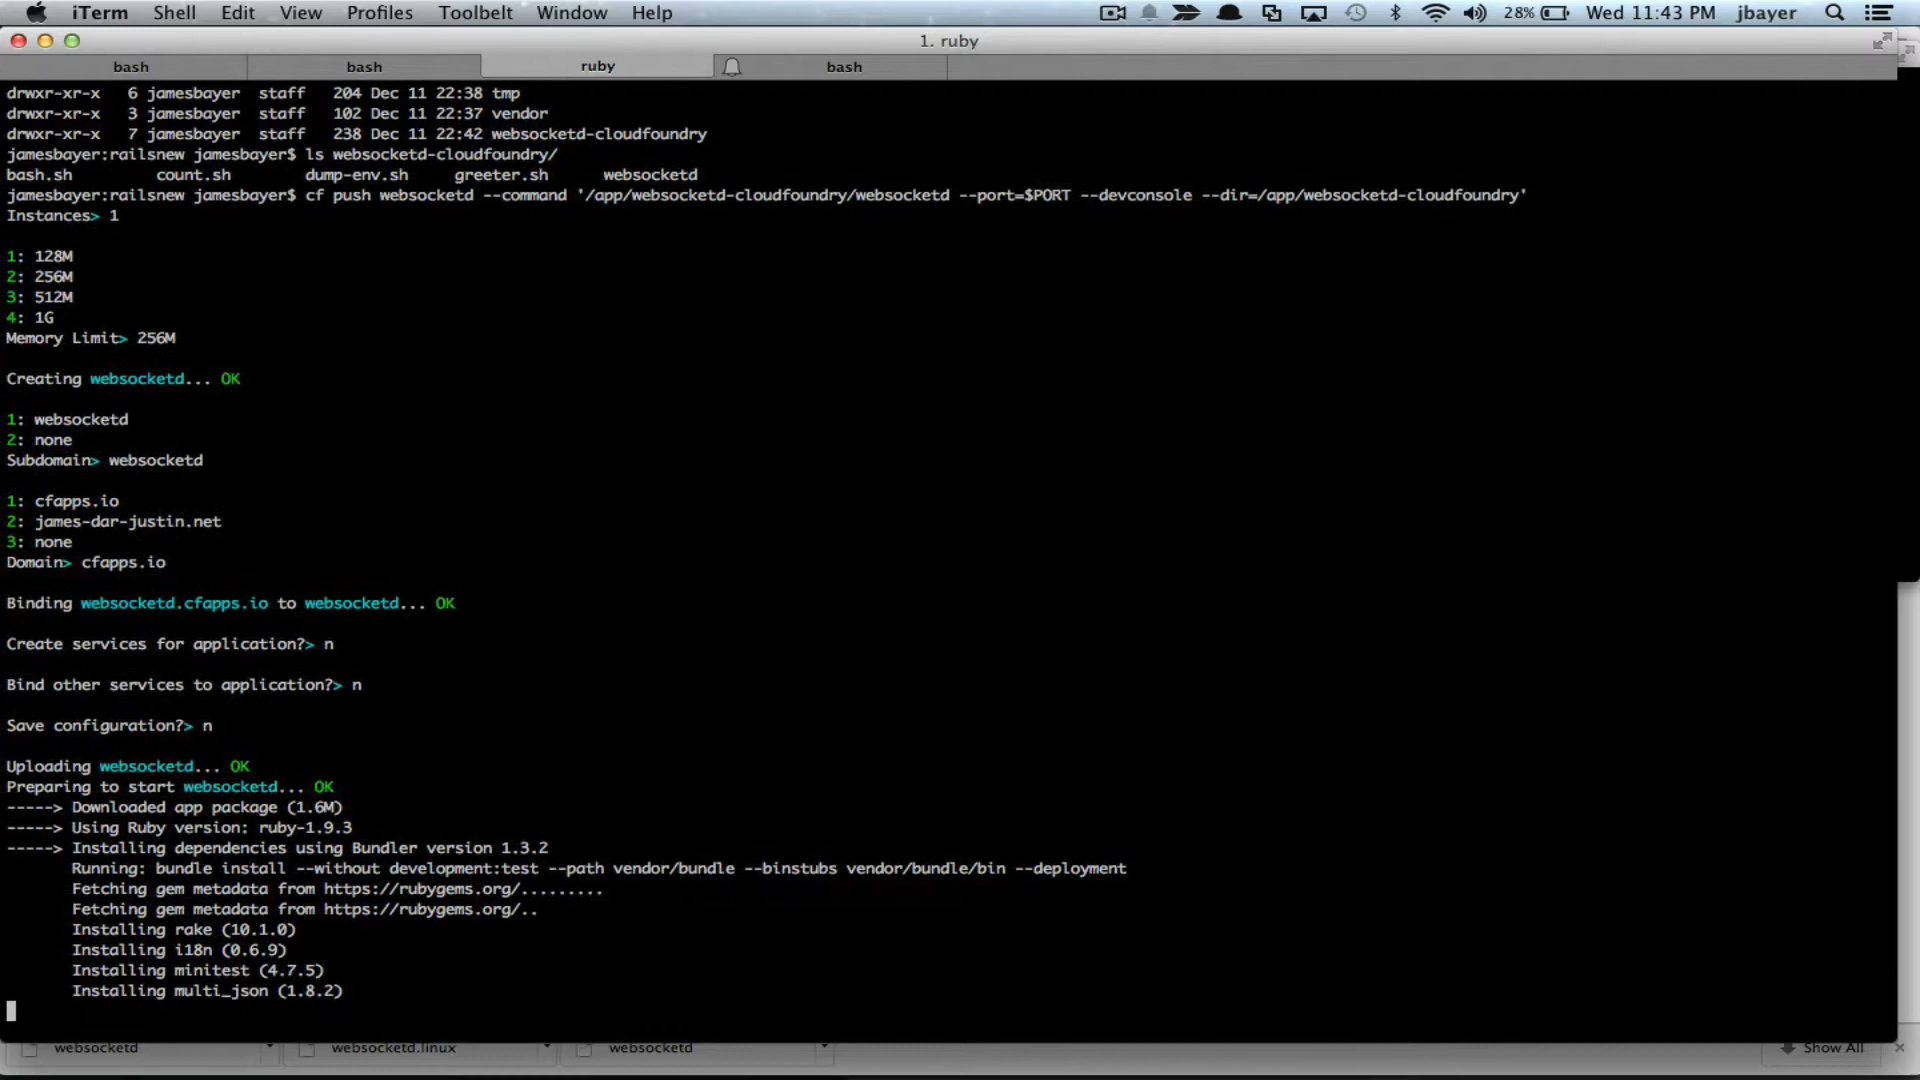 iTerm Shell Edit View Profiles Toolbelt Window Help 28% Wed 11:43 PM jbayer
1. ruby
bash bash ruby bash
drwxr-xr-x 6 jamesbayer staff 204 Dec 11 22:38 tmp
drwxr-xr-x 3 jamesbayer staff 102 Dec 11 22:37 vendor
drwxr-xr-x 7 jamesbayer staff 238 Dec 11 22:42 websocketd-cloudfoundry
jamesbayer:railsnew jamesbayer$ ls websocketd-cloudfoundry/
bash.sh count.sh dump-env.sh greeter.sh websocketd
jamesbayer:railsnew jamesbayer$ cf push websocketd --command '/app/websocketd-cloudfoundry/websocketd --port=$PORT --devconsole --dir=/app/websocketd-cloudfoundry'
Instances> 1
1: 128M
2: 256M
3: 512M
4: 1G
Memory Limit> 256M
Creating websocketd... OK
1: websocketd
2: none
Subdomain> websocketd
1: cfapps.io
2: james-dar-justin.net
3: none
Domain> cfapps.io
Binding websocketd.cfapps.io to websocketd... OK
Create services for application?> n
Bind other services to application?> n
Save configuration?> n
Uploading websocketd... OK
Preparing to start websocketd... OK
-----> Downloaded app package (1.6M)
-----> Using Ruby version: ruby-1.9.3
-----> Installing dependencies using Bundler version 1.3.2
Running: bundle install --without development:test --path vendor/bundle --binstubs vendor/bundle/bin --deployment
Fetching gem metadata from https://rubygems.org/.........
Fetching gem metadata from https://rubygems.org/..
Installing rake (10.1.0)
Installing i18n (0.6.9)
Installing minitest (4.7.5)
Installing multi_json (1.8.2)
websocketd websocketd.linux websocketd Show All